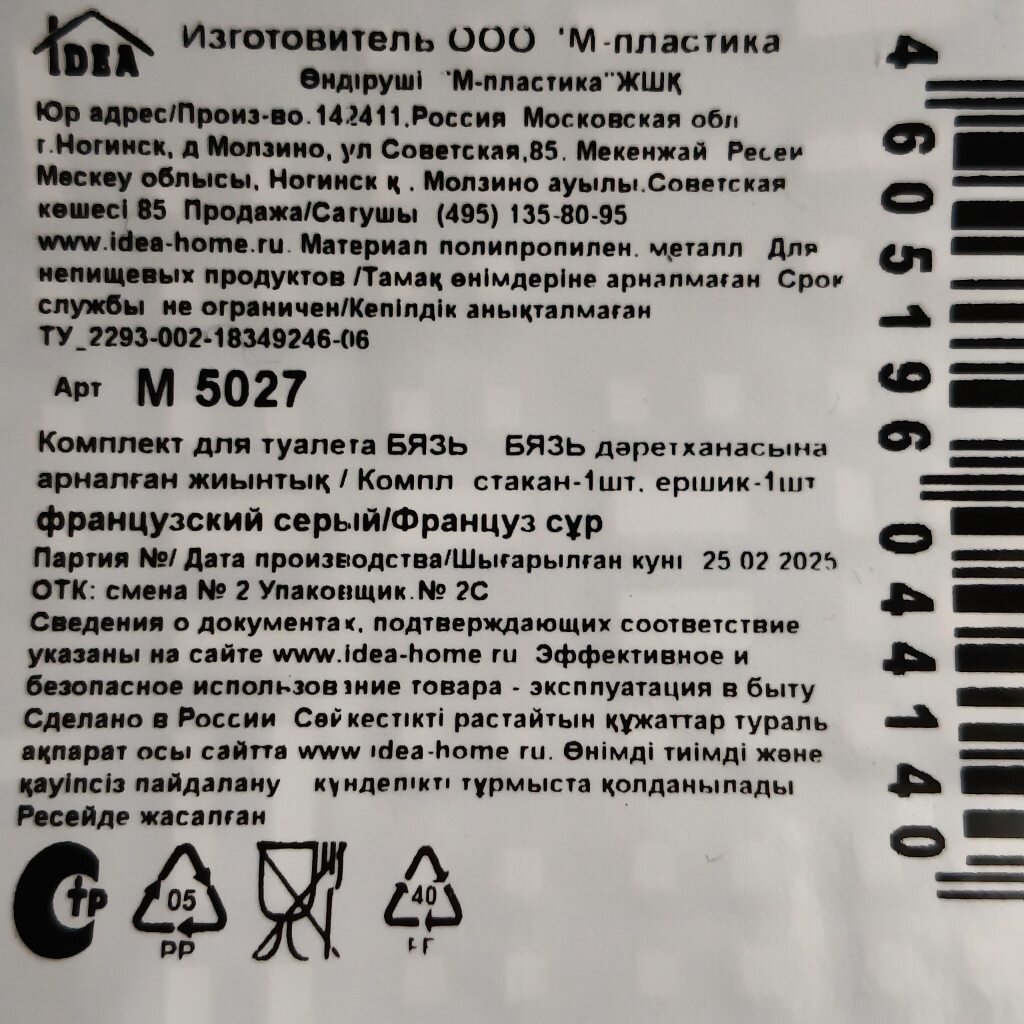 IDEA
Изготовитель ООО "М-пластика
Өндіруші "М-пластика"ЖШҚ
Юр адрес/Произ-во.142411.Россия Московская обл
г.Ногинск, д Молзино, ул Советская,85. Мекенжай Ресей
Мәскеу облысы, Ногинск қ . Молзино ауылы.Советская
көшесі 85 Продажа/Сатушы (495) 135-80-95
www.idea-home.ru. Материал полипропилен. металл Для
непищевых продуктов /Тамақ өнімдеріне арналмаған Срок
службы не ограничен/Кепілдік анықталмаған
ТУ_2293-002-18349246-06
Арт М 5027
Комплект для туалета БЯЗЬ БЯЗЬ дәретханасына
арналған жиынтық / Компл стакан-1шт. ершик-1шт
французский серый/Француз сұр
Партия №/ Дата производства/Шығарылған куні 25 02 2025
ОТК: смена № 2 Упаковщик.№ 2С
Сведения о документах, подтверждающих соответствие
указаны на сайте www.idea-home ru Эффективное и
безопасное использование товара - эксплуатация в быту
Сделано в России Сәйкестікті растайтын құжаттар туралы
ақпарат осы сайтта www idea-home ru. Өнімді тиімді және
қауіпсіз пайдалану күнделікті тұрмыста қолданылады
Ресейде жасалған
Стр
05
PP
40
4605196044140